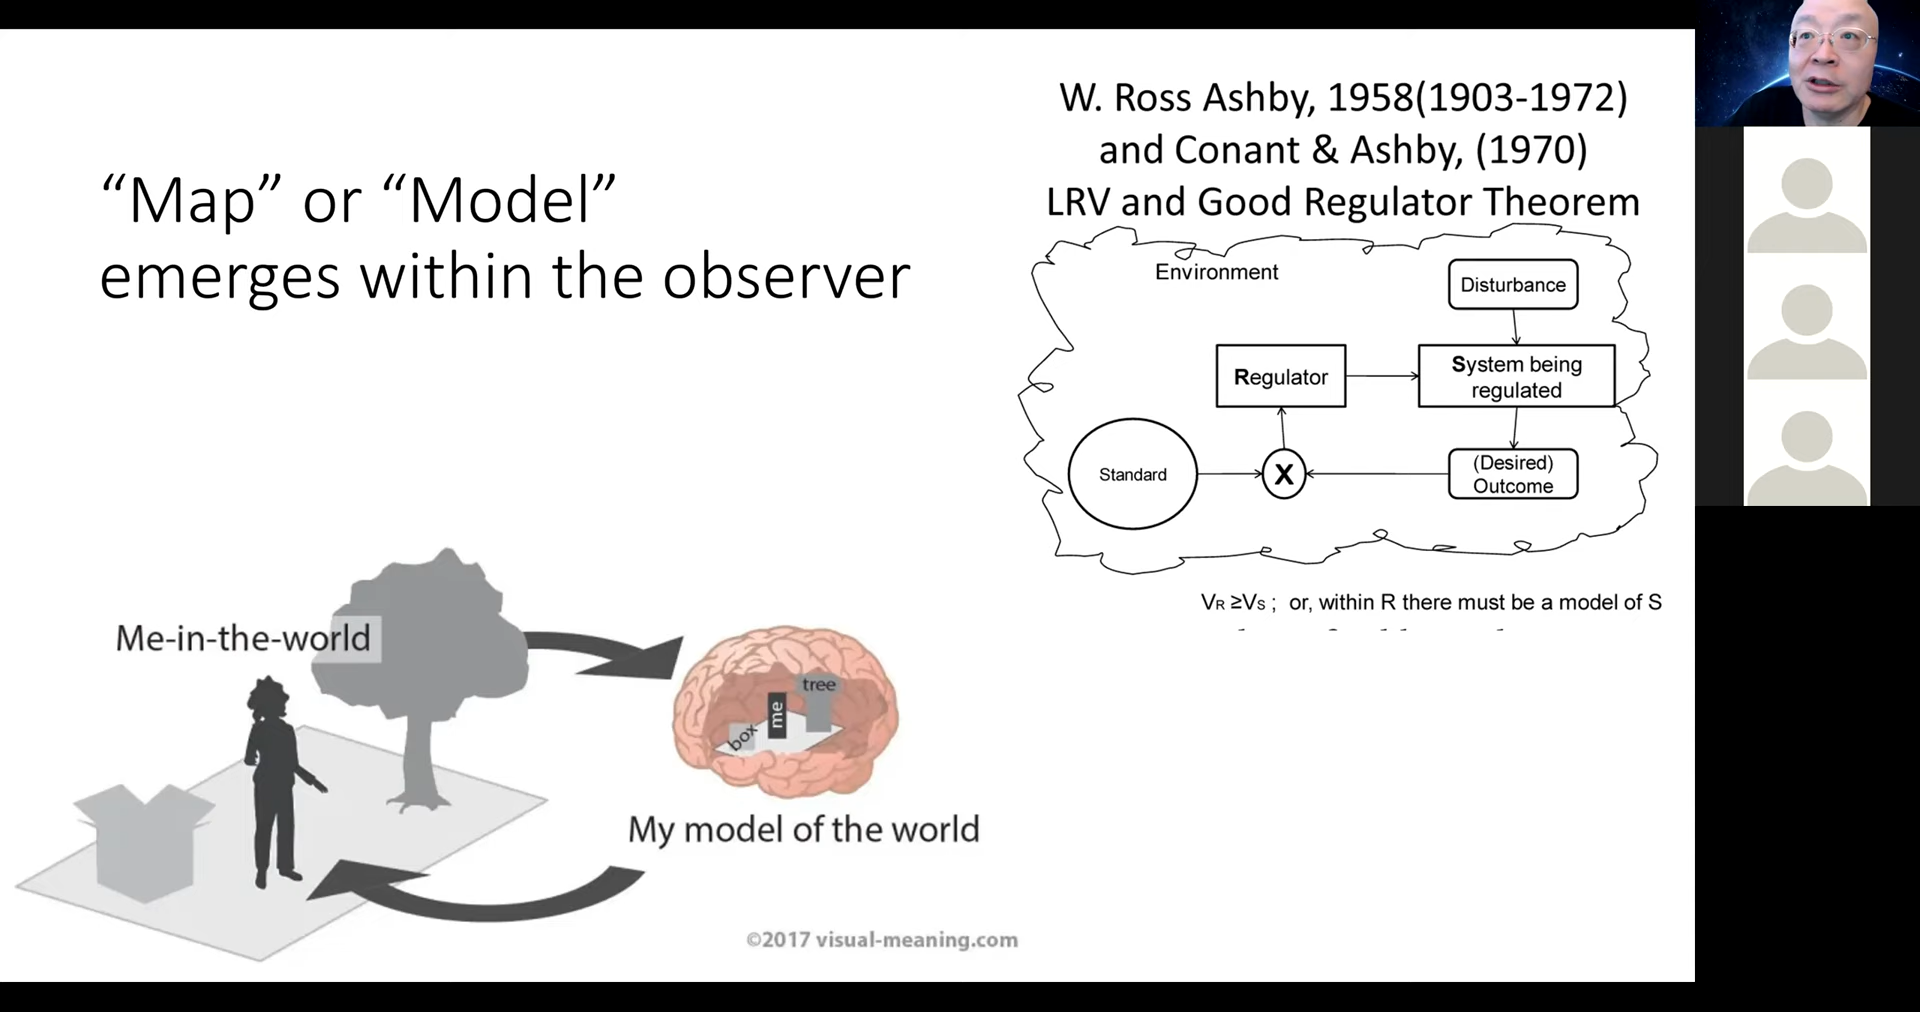 “Map” or “Model”
emerges within the observer
W. Ross Ashby, 1958(1903-1972)
and Conant & Ashby, (1970)
LRV and Good Regulator Theorem
Environment
Disturbance
Regulator
System being
regulated
Standard
X
(Desired)
Outcome
VR ≥VS ; or, within R there must be a model of S
Me-in-the-world
tree
me
box
My model of the world
©2017 visual-meaning.com